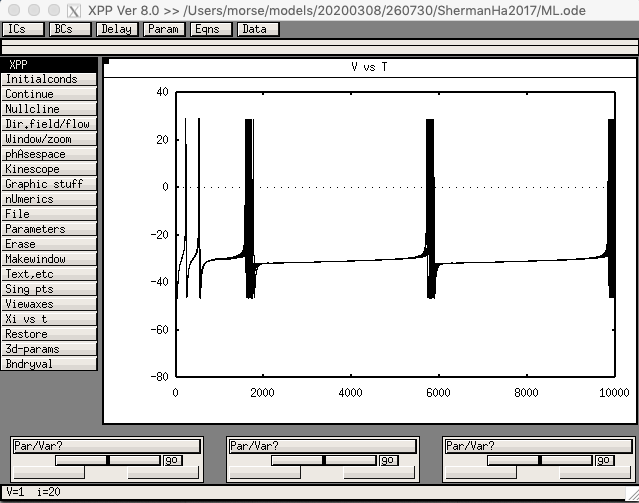 XPP Ver 8.0 >> /Users/morse/models/20200308/260730/ShermanHa2017/ML.ode
ICs BCs Delay Param Eqns Data
XPP
Initialconds
Continue
Nullcline
Dir.field/flow
Window/zoom
phAsespace
Kinescope
Graphic stuff
nUmerics
File
Parameters
Erase
Makewindow
Text,etc
Sing pts
Viewaxes
Xi vs t
Restore
3d-params
Bndryval
V vs T
40
20
0
-20
-40
-60
-80
0 2000 4000 6000 8000 10000
Par/Var? Par/Var? Par/Var?
go go go
V=1 i=20